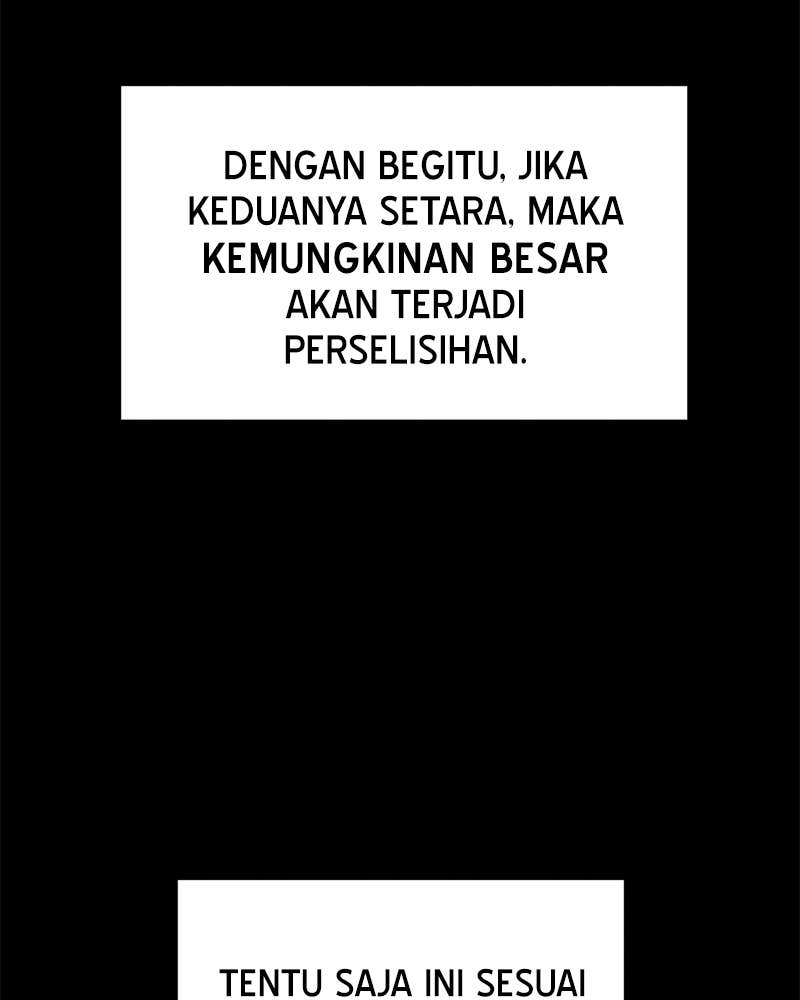 DENGAN BEGITU, JIKA
KEDUANYA SETARA, MAKA
KEMUNGKINAN BESAR
AKAN TERJADI
PERSELISIHAN.
TENTU SAJA INI SESUAI